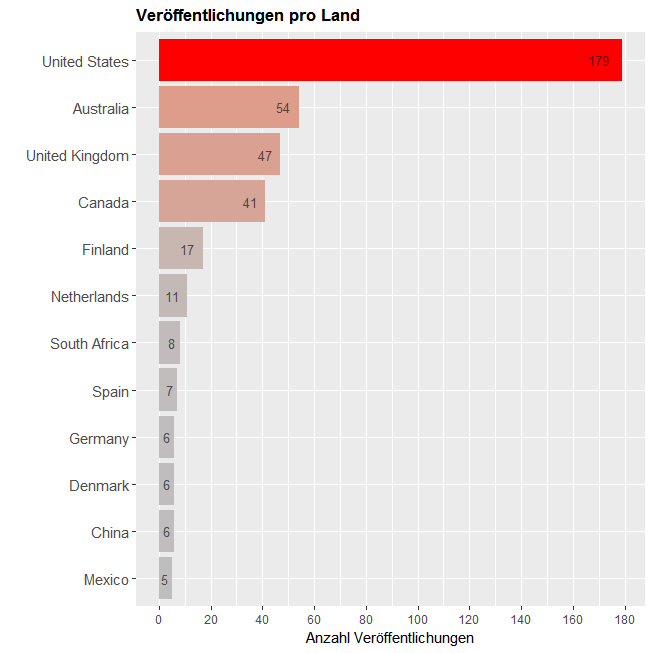 Veröffentlichungen pro Land
United States 179
Australia 54
United Kingdom 47
Canada 41
Finland 17
Netherlands 11
South Africa 8
Spain 7
Germany 6
Denmark 6
China 6
Mexico 5
0 20 40 60 80 100 120 140 160 180
Anzahl Veröffentlichungen